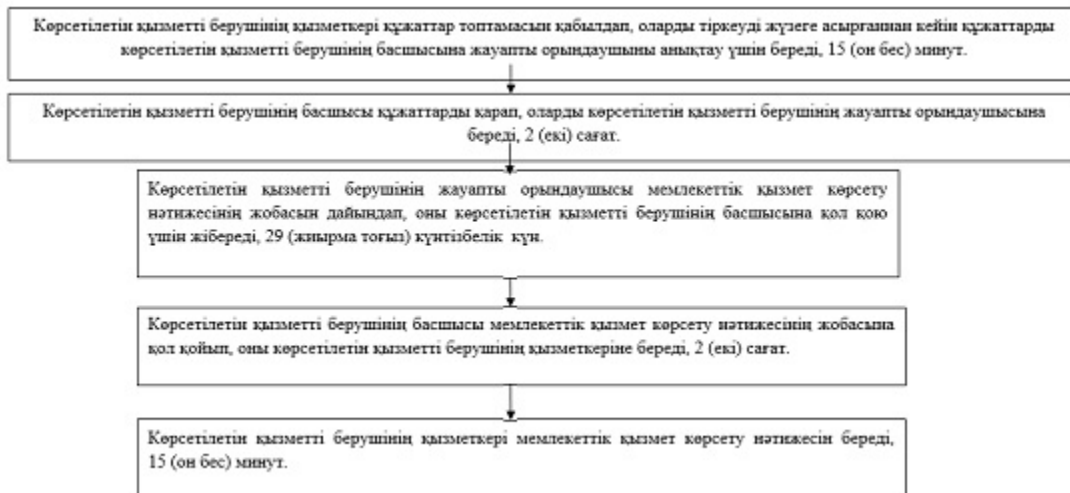 Көрсетілетін қызметті берушінің қызметкері құжаттар топтамасын қабылдап, оларды тіркеуді жүзеге асырғаннан кейін құжаттарды
көрсетілетін қызметті берушінің басшысына жауапты орындаушыны анықтау үшін береді, 15 (он бес) минут.
Көрсетілетін қызметті берушінің басшысы құжаттарды қарап, оларды көрсетілетін қызметті берушінің жауапты орындаушысына
береді, 2 (екі) сағат.
Көрсетілетін қызметті берушінің жауапты орындаушысы мемлекеттік қызмет көрсету
нәтижесінің жобасын дайындап, оны көрсетілетін қызметті берушінің басшысына қол қою
үшін жібереді, 29 (жиырма тоғыз) күнтізбелік күн.
Көрсетілетін қызметті берушінің басшысы мемлекеттік қызмет көрсету нәтижесінің жобасына
қол қойып, оны көрсетілетін қызметті берушінің қызметкеріне береді, 2 (екі) сағат.
Көрсетілетін қызметті берушінің қызметкері мемлекеттік қызмет көрсету нәтижесін береді,
15 (он бес) минут.